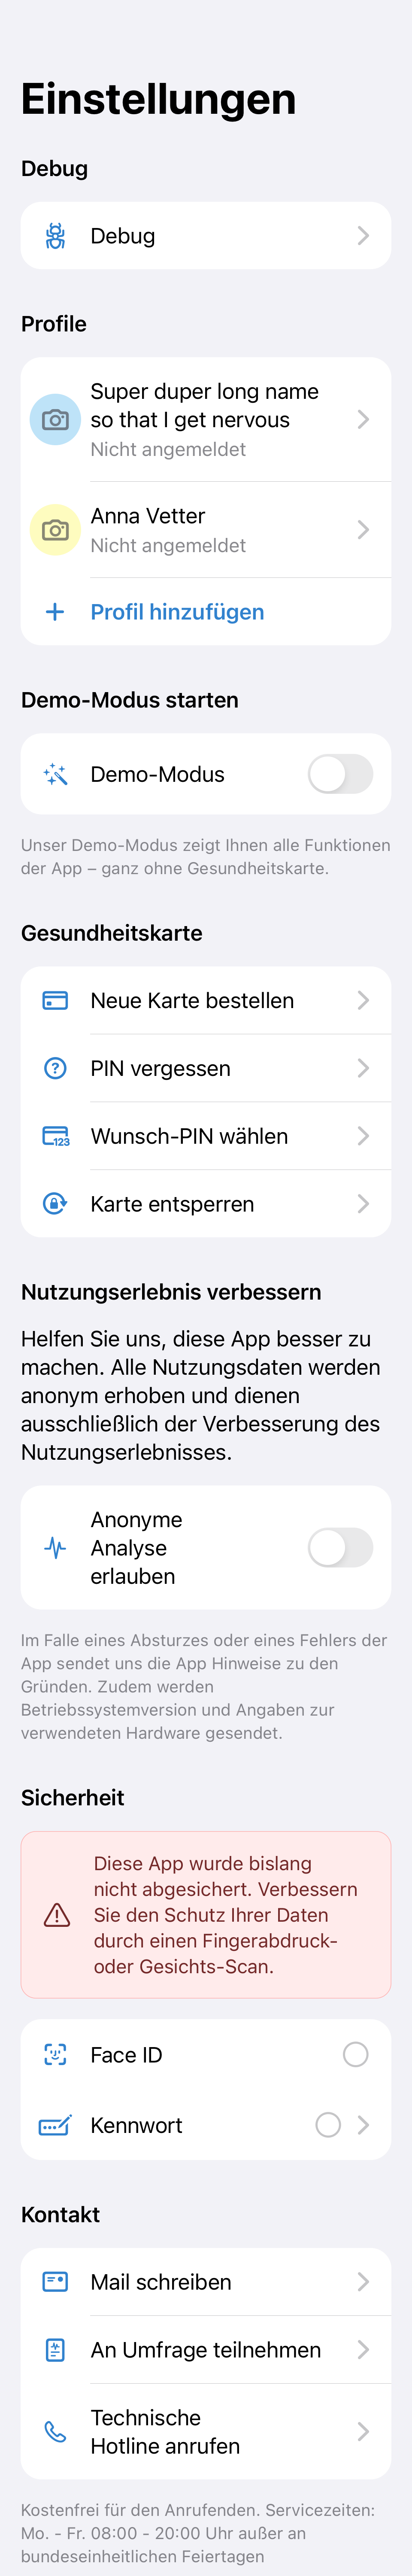 Einstellungen
Debug
Debug
Profile
Super duper long name
so that I get nervous
Nicht angemeldet
Anna Vetter
Nicht angemeldet
Profil hinzufügen
Demo-Modus starten
Demo-Modus
Unser Demo-Modus zeigt Ihnen alle Funktionen
der App – ganz ohne Gesundheitskarte.
Gesundheitskarte
Neue Karte bestellen
PIN vergessen
123
Wunsch-PIN wählen
Karte entsperren
Nutzungserlebnis verbessern
Helfen Sie uns, diese App besser zu
machen. Alle Nutzungsdaten werden
anonym erhoben und dienen
ausschließlich der Verbesserung des
Nutzungserlebnisses.
Anonyme
Analyse
erlauben
Im Falle eines Absturzes oder eines Fehlers der
App sendet uns die App Hinweise zu den
Gründen. Zudem werden
Betriebssystemversion und Angaben zur
verwendeten Hardware gesendet.
Sicherheit
Diese App wurde bislang
nicht abgesichert. Verbessern
Sie den Schutz Ihrer Daten
durch einen Fingerabdruck-
oder Gesichts-Scan.
Face ID
Kennwort
Kontakt
Mail schreiben
An Umfrage teilnehmen
Technische
Hotline anrufen
Kostenfrei für den Anrufenden. Servicezeiten:
Mo. - Fr. 08:00 - 20:00 Uhr außer an
bundeseinheitlichen Feiertagen